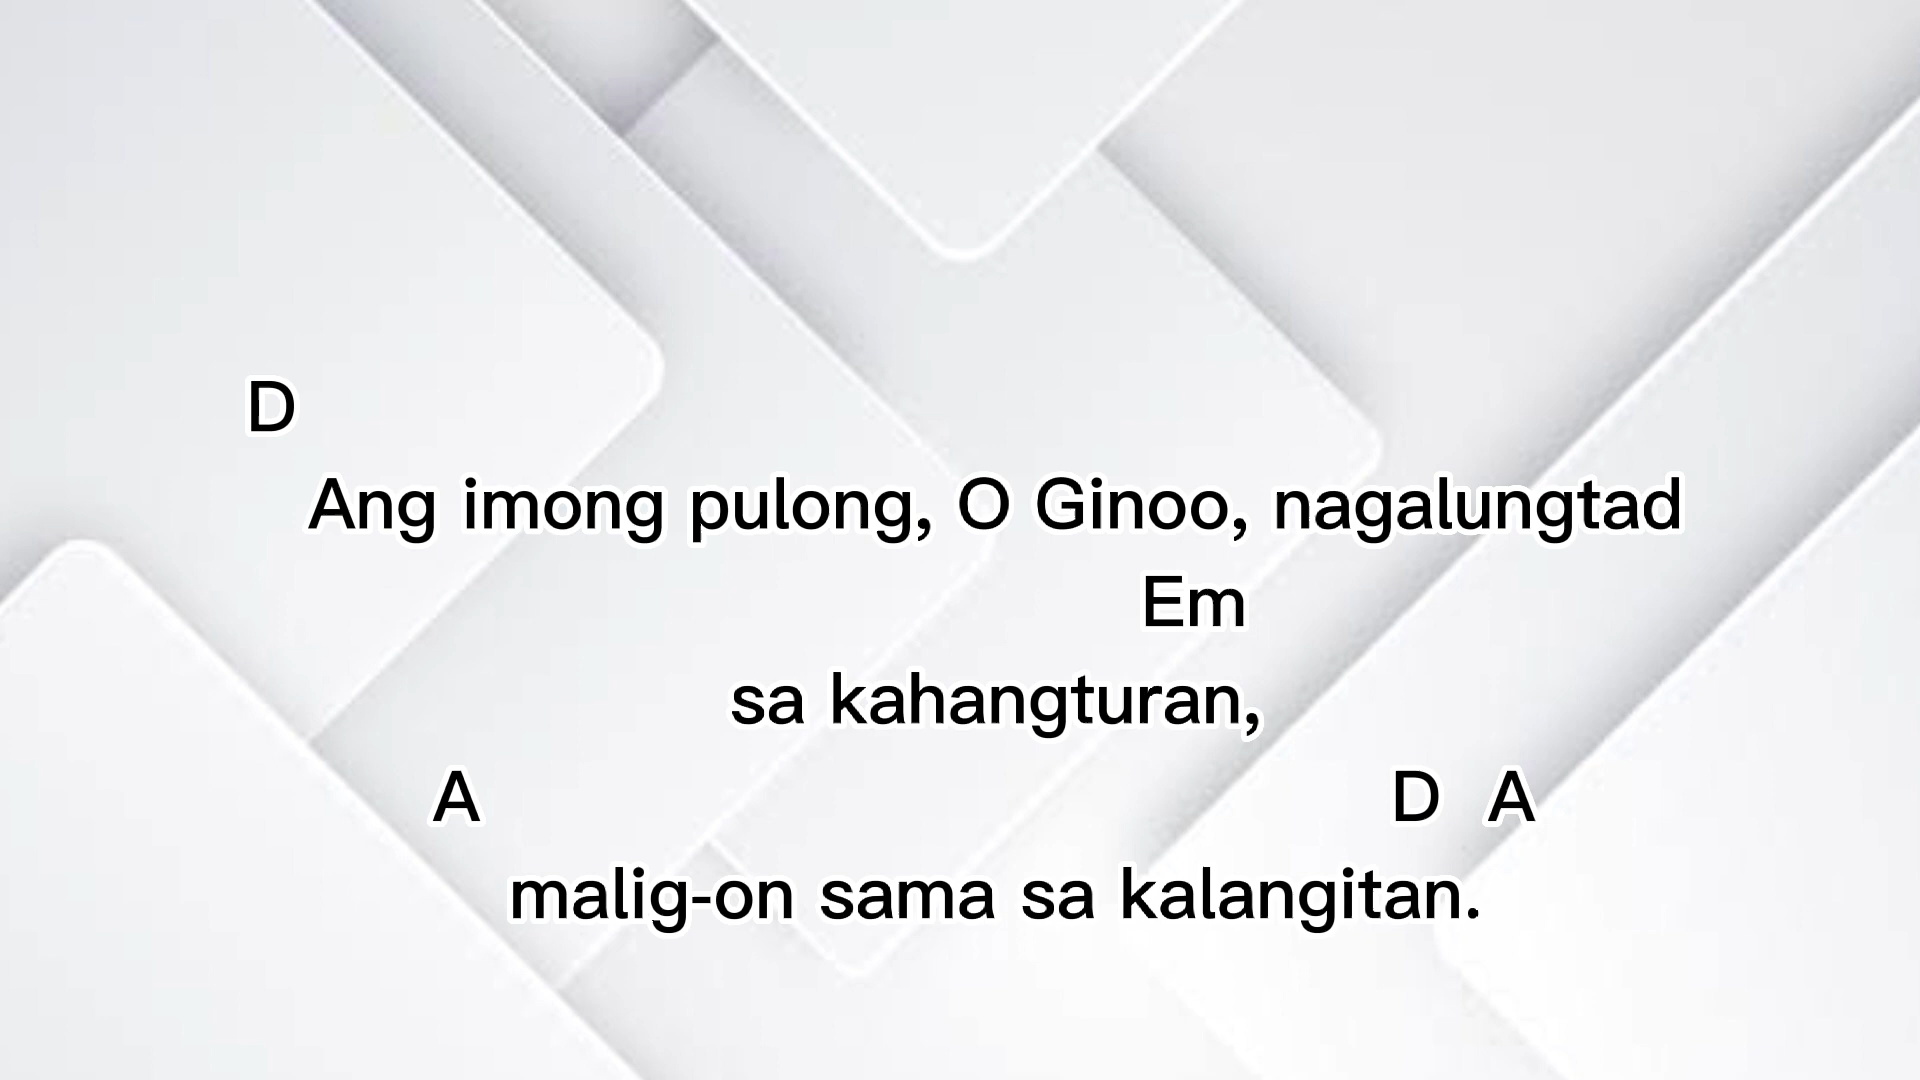 D
Ang imong pulong, O Ginoo, nagalungtad
Em
sa kahangturan,
A D A
malig-on sama sa kalangitan.